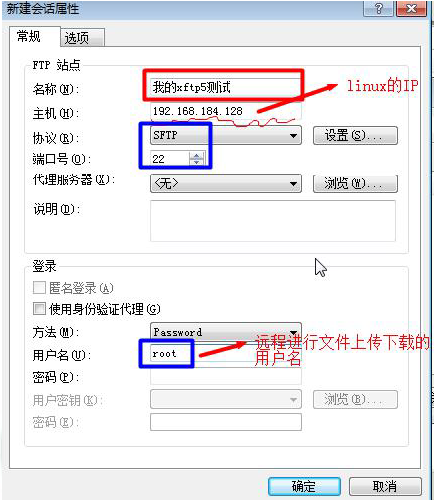 新建会话属性
常规 选项
FTP 站点
名称(N): 我的xftp5测试
linux的IP
主机(H): 192.168.184.128
协议(R): SFTP 设置(S)...
端口号(O): 22
代理服务器(X): <无> 浏览(W)...
说明(D):
登录
匿名登录(A)
使用身份验证代理(G)
方法(M): Password
用户名(U): root 远程进行文件上传下载的
用户名
密码(P):
用户密钥(K): 浏览(B)...
密码(E):
确定 取消